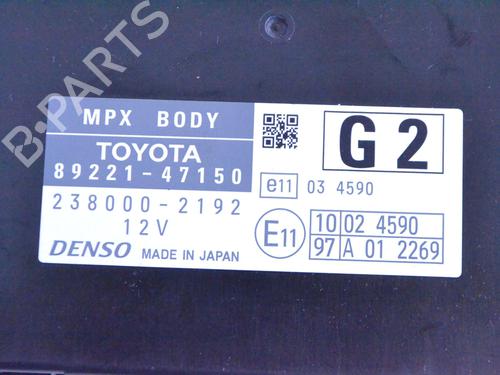 B-PARTS
MPX BODY
TOYOTA
89221-47150
238000-2192
12V
DENSO MADE IN JAPAN
G2
e11 03 4590
E11
10 02 4590
97 A 01 2269